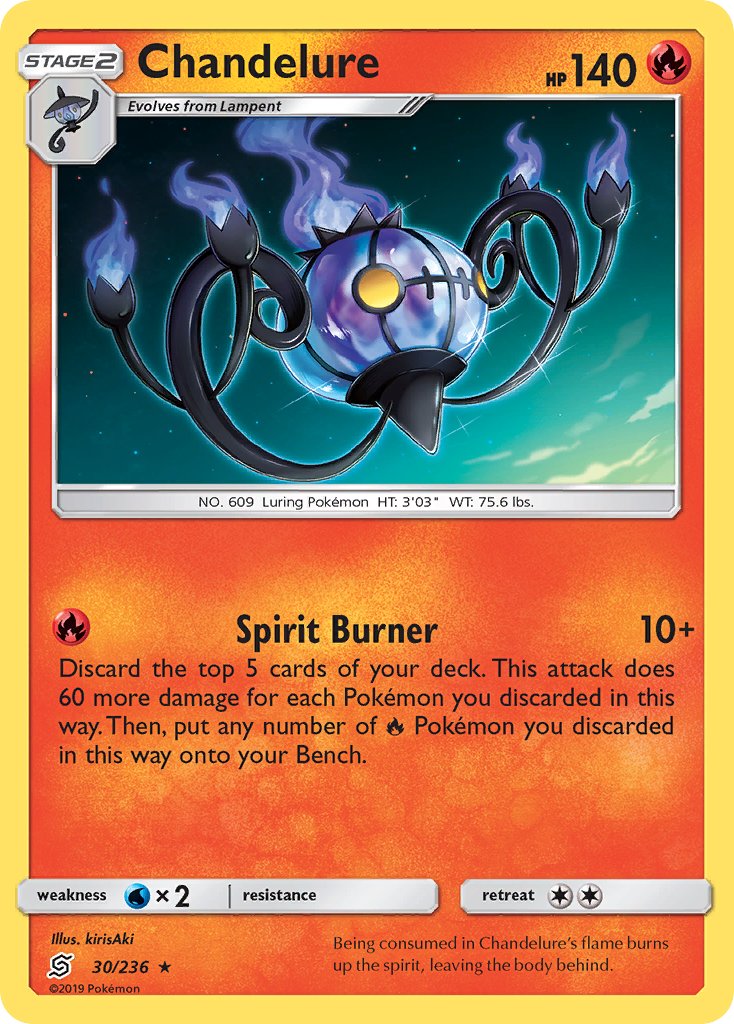 STAGE2 Chandelure HP 140
Evolves from Lampent
NO. 609 Luring Pokémon HT: 3'03" WT: 75.6 lbs.
Spirit Burner 10+
Discard the top 5 cards of your deck. This attack does
60 more damage for each Pokémon you discarded in this
way. Then, put any number of Pokémon you discarded
in this way onto your Bench.
weakness ×2 resistance retreat
Illus. kirisAki
Being consumed in Chandelure's flame burns
up the spirit, leaving the body behind.
30/236 ★
©2019 Pokémon